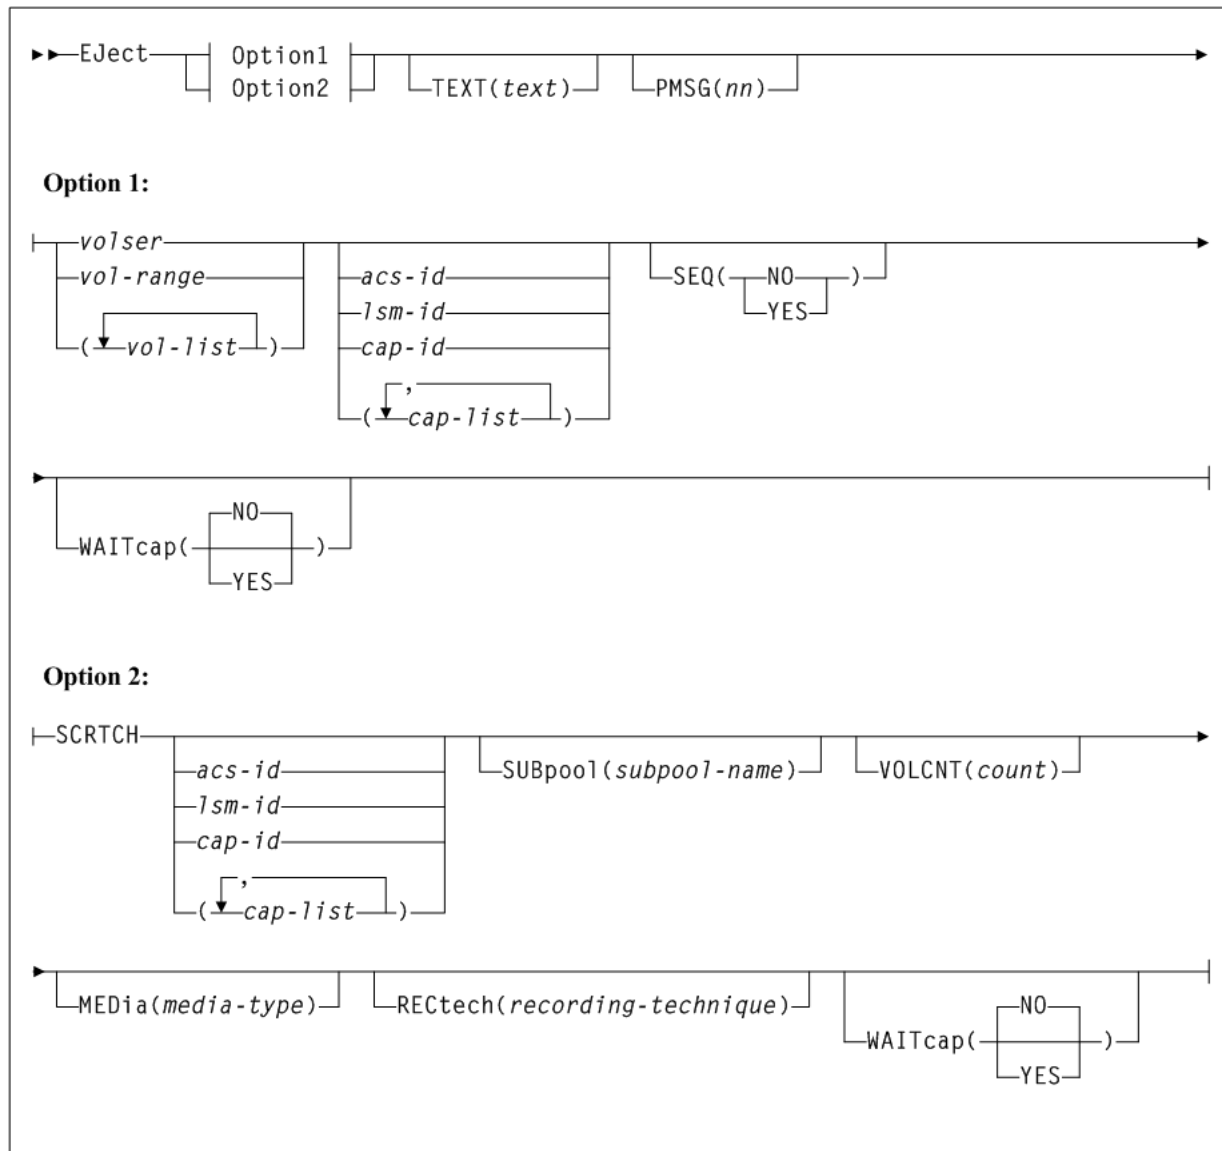 EJect Option1
Option2
TEXT(text) PMSG(nn)
Option 1:
volser
vol-range
(vol-list)
acs-id
lsm-id
cap-id
,
(cap-list)
SEQ( NO )
YES
NO
WAITcap( )
YES
Option 2:
SCRTCH
acs-id
lsm-id
cap-id
,
(cap-list)
SUBpool(subpool-name) VOLCNT(count)
MEDia(media-type) RECtech(recording-technique)
NO
WAITcap( )
YES